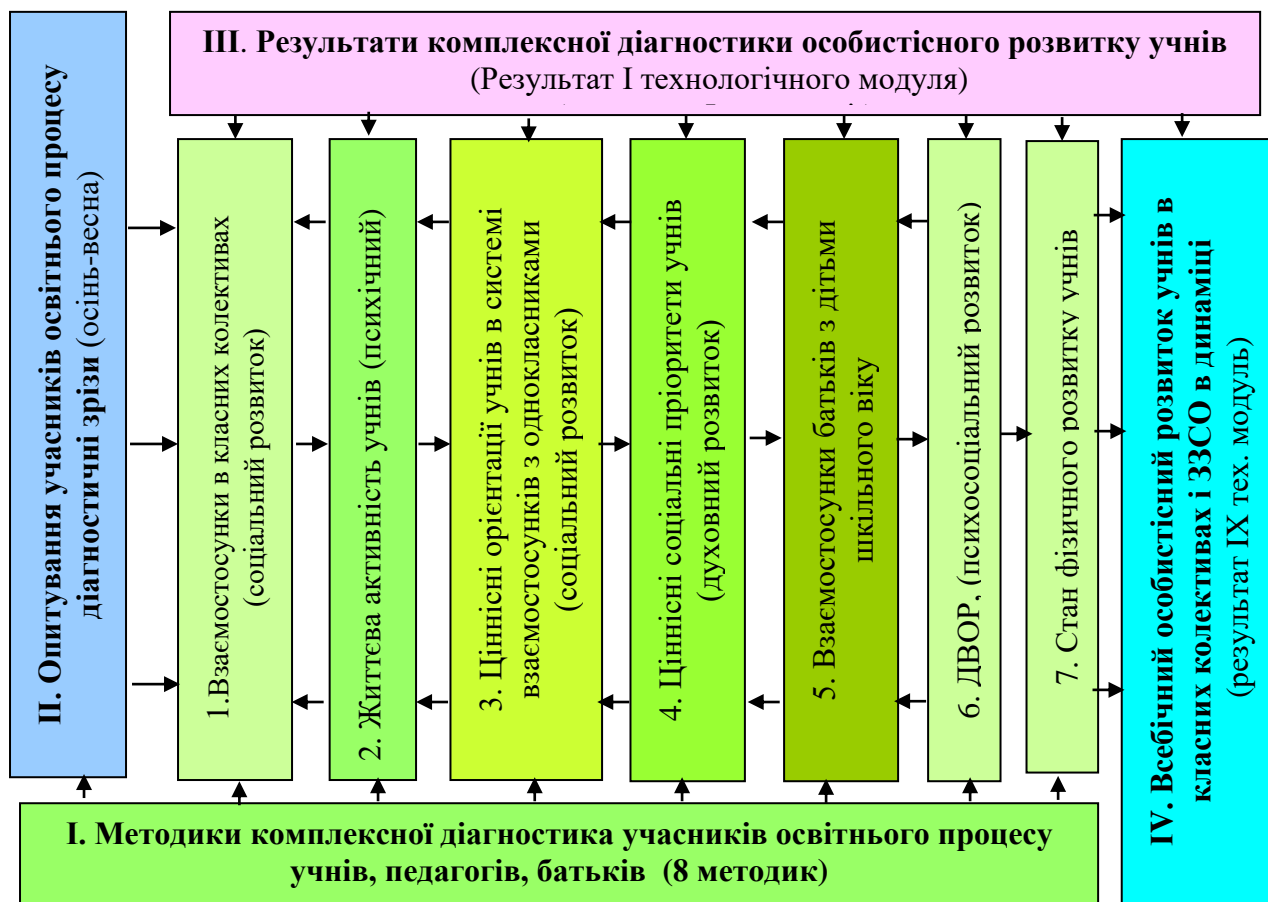 III. Результати комплексної діагностики особистісного розвитку учнів
(Результат І технологічного модуля)
ІІ. Опитування учасників освітнього процесу
діагностичні зрізи (осінь-весна)
1.Взаємостосунки в класних колективах
(соціальний розвиток)
2. Життєва активність учнів (психічний)
3. Ціннісні орієнтації учнів в системі
взаємостосунків з однокласниками
(соціальний розвиток)
4. Ціннісні соціальні пріоритети учнів
(духовний розвиток)
5. Взаємостосунки батьків з дітьми
шкільного віку
6. ДВОР, (психосоціальний розвиток)
7. Стан фізичного розвитку учнів
IV. Всебічний особистісний розвиток учнів в
класних колективах і ЗЗСО в динаміці
(результат ІХ тех. модуль)
І. Методики комплексної діагностика учасників освітнього процесу
учнів, педагогів, батьків (8 методик)